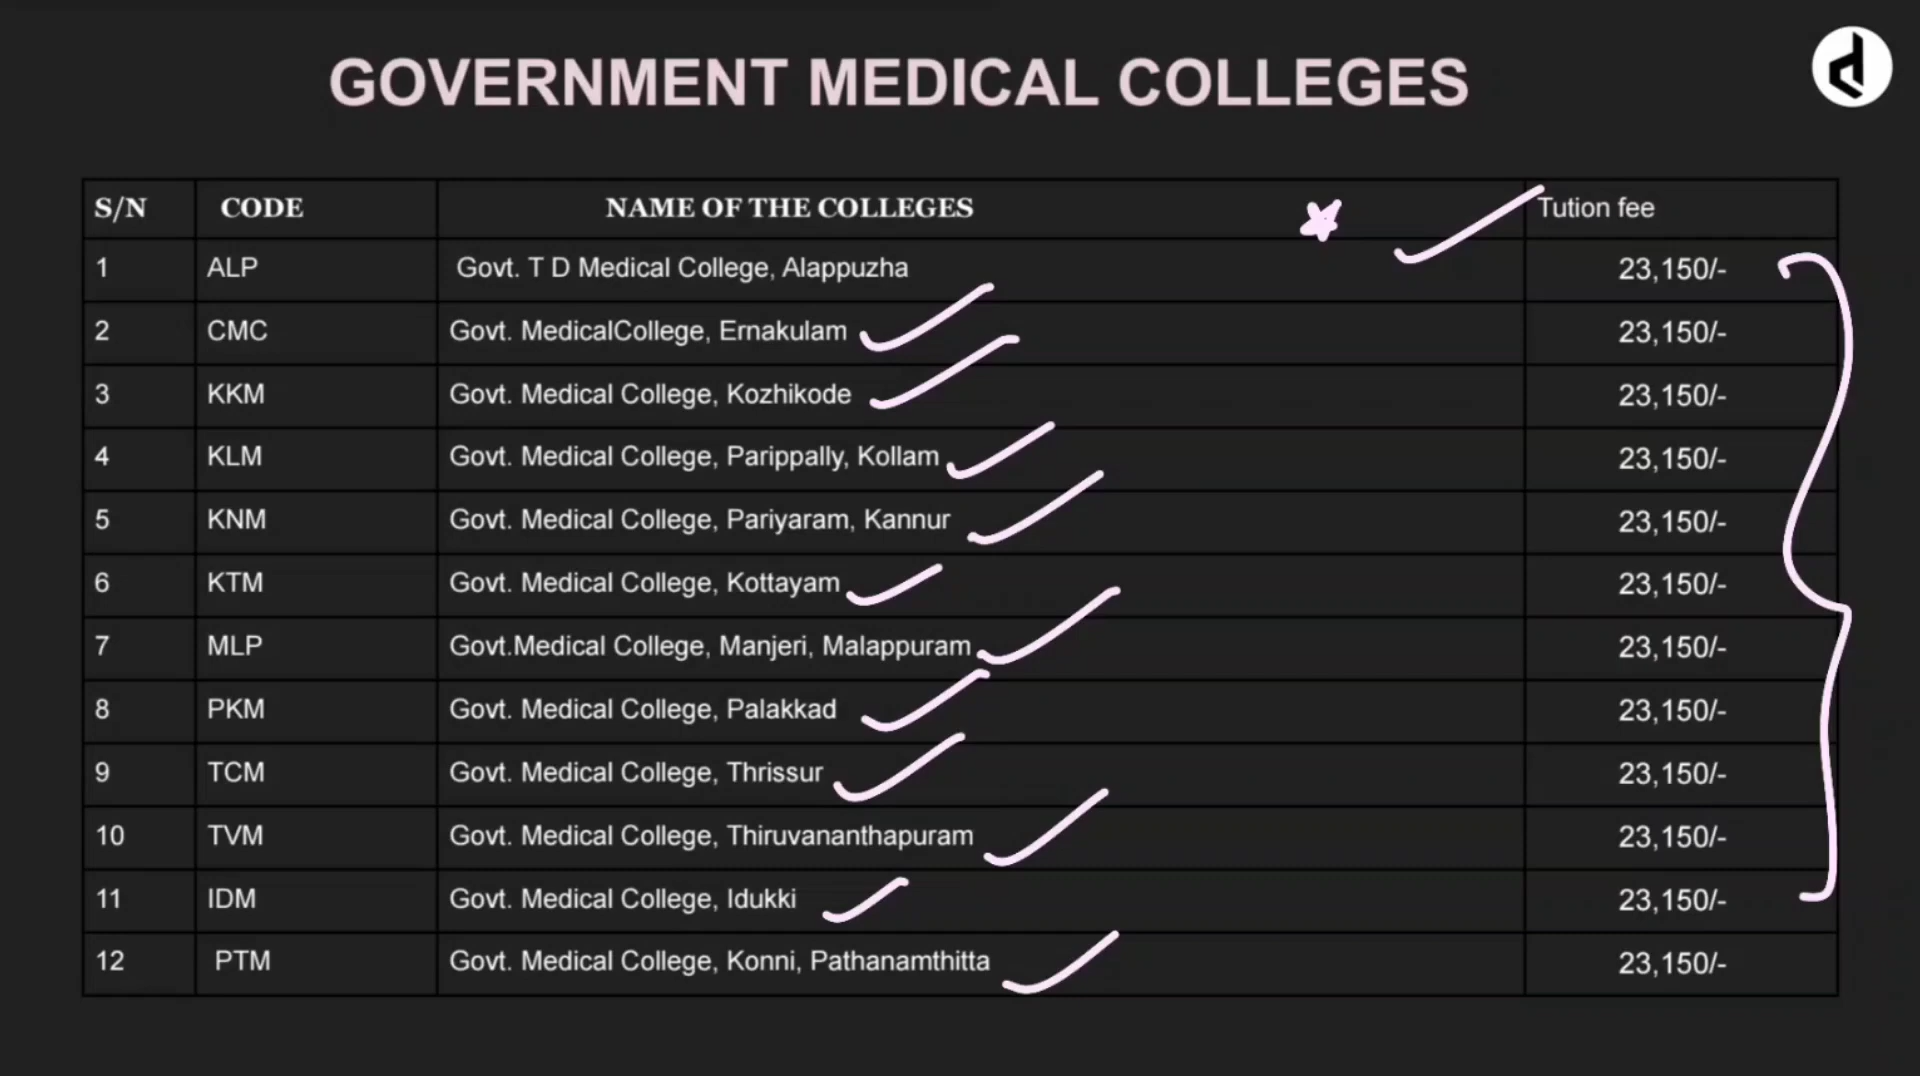 GOVERNMENT MEDICAL COLLEGES
S/N CODE NAME OF THE COLLEGES Tution fee
1 ALP Govt. T D Medical College, Alappuzha 23,150/-
2 CMC Govt. MedicalCollege, Ernakulam 23,150/-
3 KKM Govt. Medical College, Kozhikode 23,150/-
4 KLM Govt. Medical College, Parippally, Kollam 23,150/-
5 KNM Govt. Medical College, Pariyaram, Kannur 23,150/-
6 KTM Govt. Medical College, Kottayam 23,150/-
7 MLP Govt.Medical College, Manjeri, Malappuram 23,150/-
8 PKM Govt. Medical College, Palakkad 23,150/-
9 TCM Govt. Medical College, Thrissur 23,150/-
10 TVM Govt. Medical College, Thiruvananthapuram 23,150/-
11 IDM Govt. Medical College, Idukki 23,150/-
12 PTM Govt. Medical College, Konni, Pathanamthitta 23,150/-